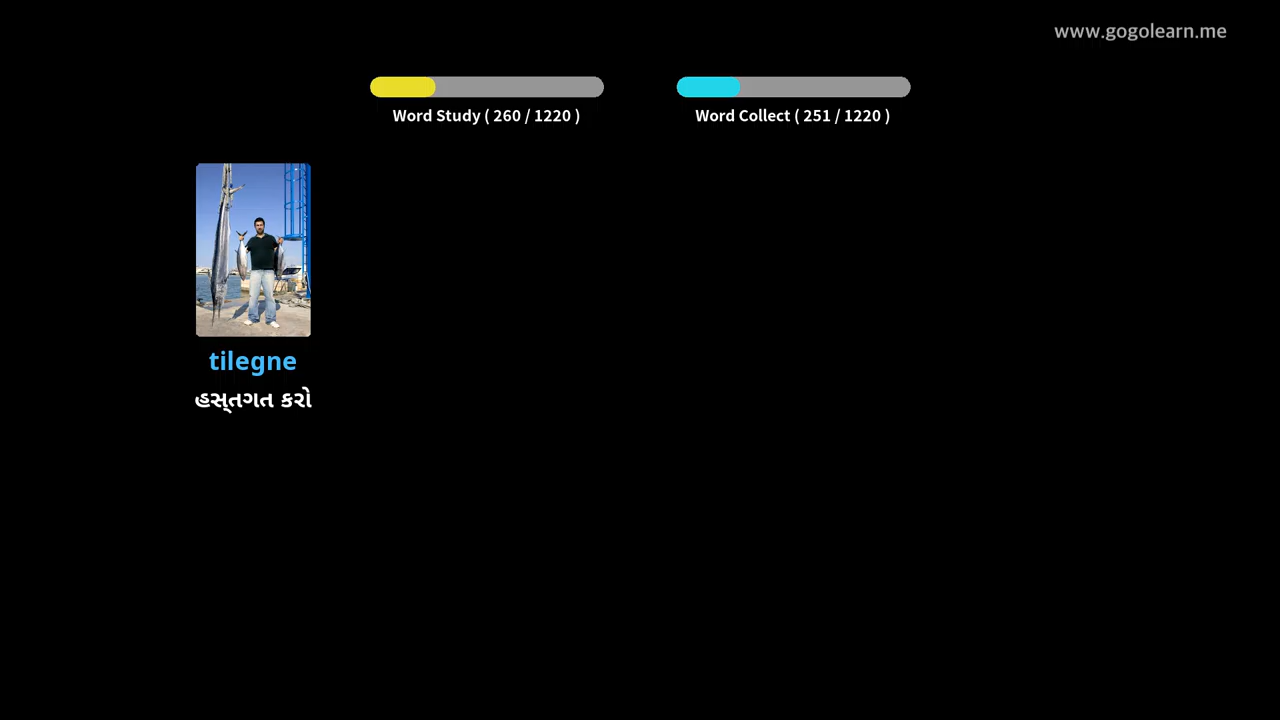 www.gogolearn.me
Word Study ( 260 / 1220 )
Word Collect ( 251 / 1220 )
tilegne
હસ્તગત કરો